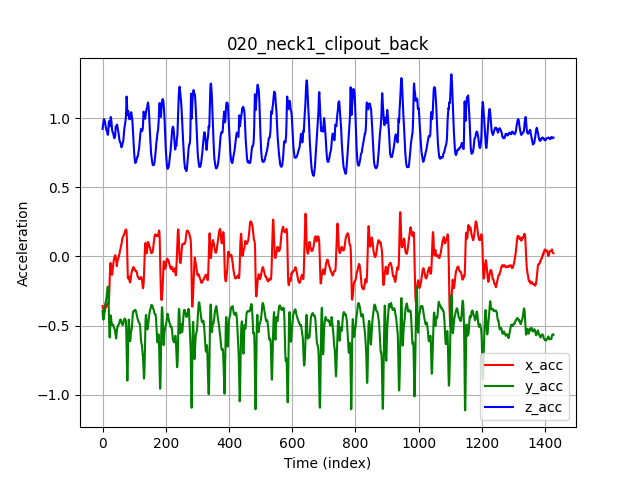 020_neck1_clipout_back
Acceleration
1.0
0.5
0.0
−0.5
−1.0
x_acc
y_acc
z_acc
0 200 400 600 800 1000 1200 1400
Time (index)